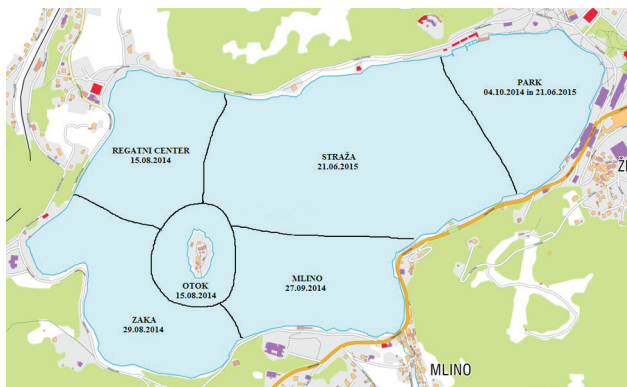 PARK
04.10.2014 in 21.06.2015
REGATNI CENTER
15.08.2014
STRAŽA
21.06.2015
OTOK
15.08.2014
MLINO
27.09.2014
ZAKA
29.08.2014
MLINO